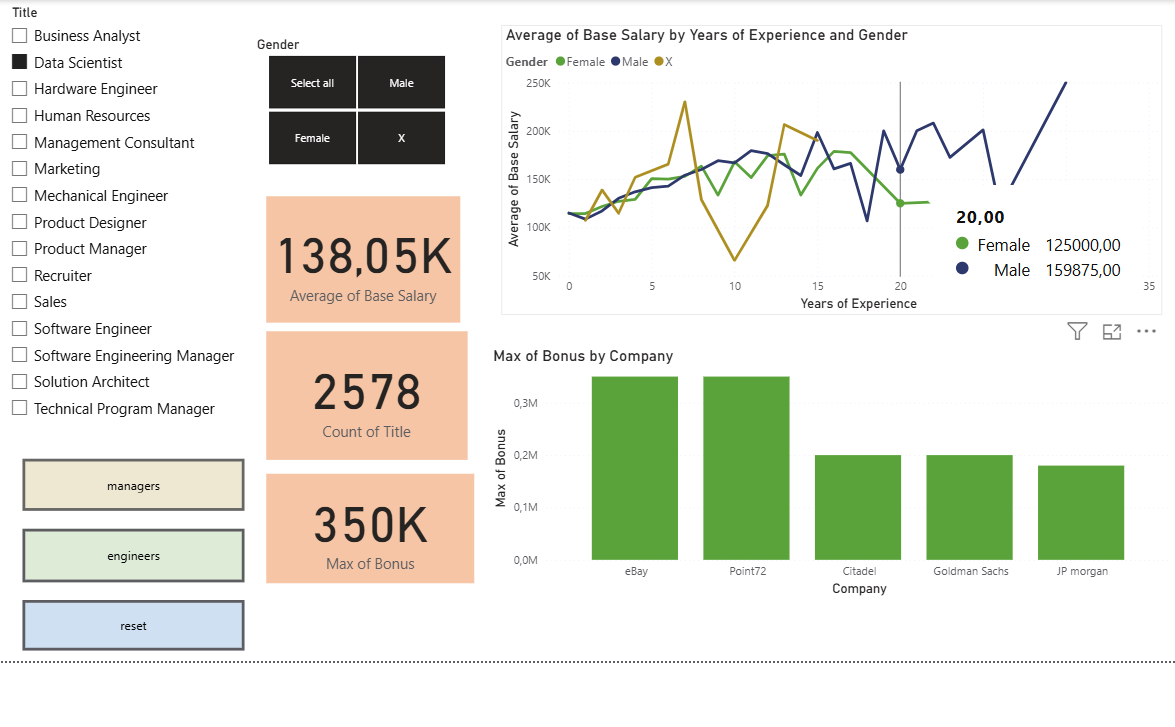 Title
Business Analyst
Data Scientist
Hardware Engineer
Human Resources
Management Consultant
Marketing
Mechanical Engineer
Product Designer
Product Manager
Recruiter
Sales
Software Engineer
Software Engineering Manager
Solution Architect
Technical Program Manager
managers
engineers
reset
Gender
Select all
Male
Female
X
138,05K
Average of Base Salary
2578
Count of Title
350K
Max of Bonus
Average of Base Salary by Years of Experience and Gender
Gender Female Male X
Average of Base Salary
250K
200K
150K
100K
50K
0 5 10 15 20 35
Years of Experience
20,00
Female 125000,00
Male 159875,00
Max of Bonus by Company
Max of Bonus
0,3M
0,2M
0,1M
0,0M
eBay Point72 Citadel Goldman Sachs JP morgan
Company